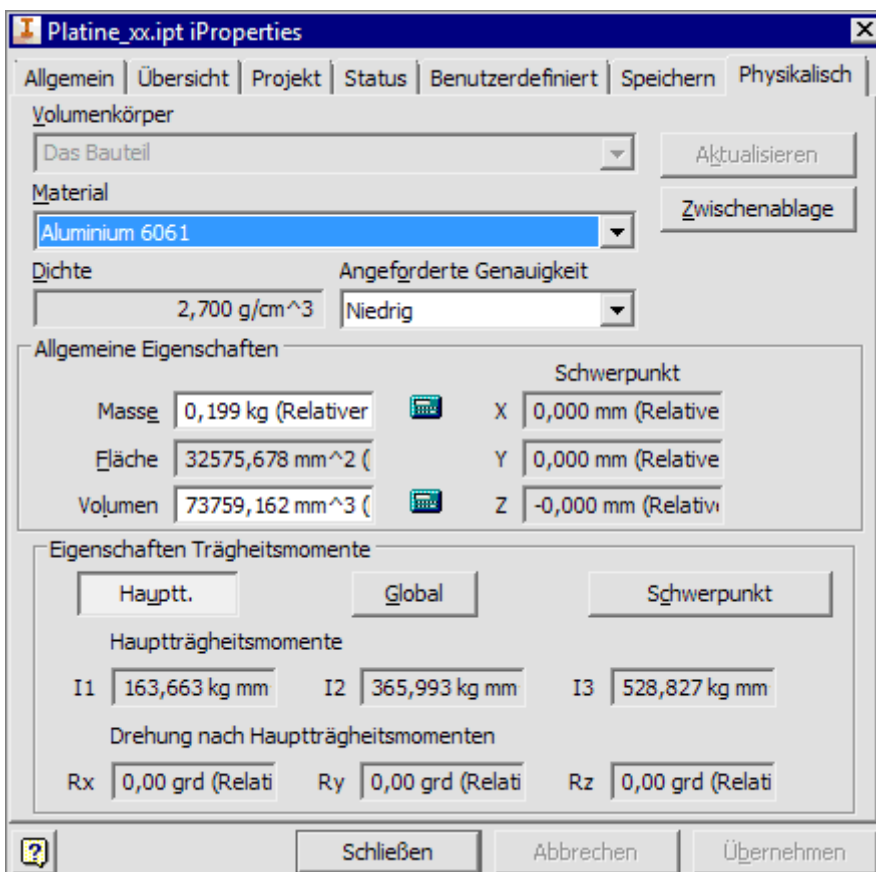 Platine_xx.ipt iProperties
Allgemein Übersicht Projekt Status Benutzerdefiniert Speichern Physikalisch
Volumenkörper
Das Bauteil Aktualisieren
Material
Zwischenablage
Aluminium 6061
Dichte Angeforderte Genauigkeit
2,700 g/cm^3 Niedrig
Allgemeine Eigenschaften
Schwerpunkt
Masse 0,199 kg (Relativer X 0,000 mm (Relative
Fläche 32575,678 mm^2 ( Y 0,000 mm (Relative
Volumen 73759,162 mm^3 ( Z -0,000 mm (Relativ
Eigenschaften Trägheitsmomente
Hauptt. Global Schwerpunkt
Hauptträgheitsmomente
I1 163,663 kg mm I2 365,993 kg mm I3 528,827 kg mm
Drehung nach Hauptträgheitsmomenten
Rx 0,00 grd (Relati Ry 0,00 grd (Relati Rz 0,00 grd (Relati
Schließen Abbrechen Übernehmen